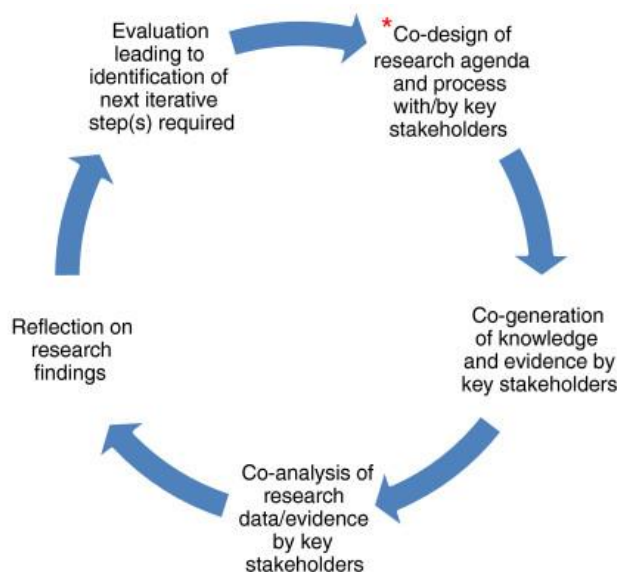 Evaluation
leading to
identification of
next iterative
step(s) required
*Co-design of
research agenda
and process
with/by key
stakeholders
Co-generation
of knowledge
and evidence by
key stakeholders
Co-analysis of
research
data/evidence
by key
stakeholders
Reflection on
research
findings